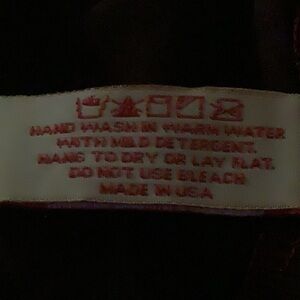 HAND WASH IN WARM WATER
WITH MILD DETERGENT.
HANG TO DRY OR LAY FLAT.
DO NOT USE BLEACH.
MADE IN USA